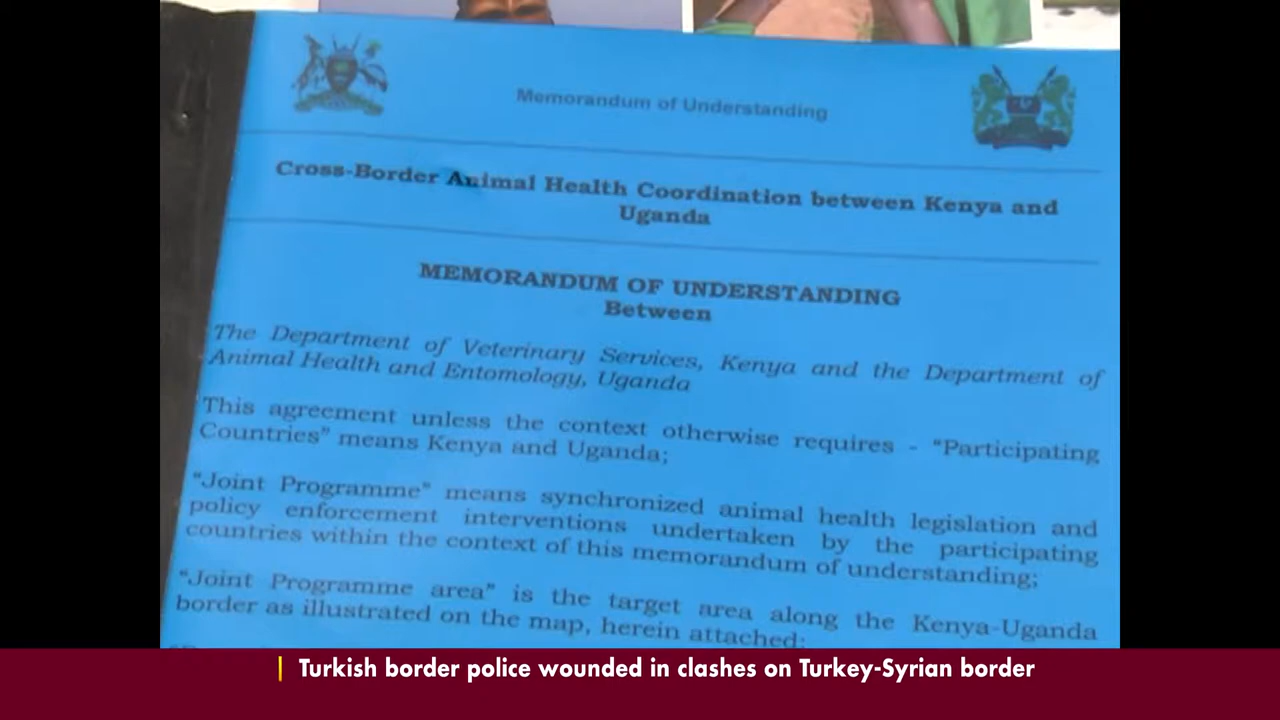 Memorandum of Understanding
Cross-Border Animal Health Coordination between Kenya and
Uganda
MEMORANDUM OF UNDERSTANDING
Between
The Department of Veterinary Services, Kenya and the Department of
Animal Health and Entomology, Uganda
This agreement unless the context otherwise requires - “Participating
Countries” means Kenya and Uganda;
“Joint Programme” means synchronized animal health legislation and
policy enforcement interventions undertaken by the participating
countries within the context of this memorandum of understanding;
“Joint Programme area” is the target area along the Kenya-Uganda
border as illustrated on the map, herein attached;
Turkish border police wounded in clashes on Turkey-Syrian border